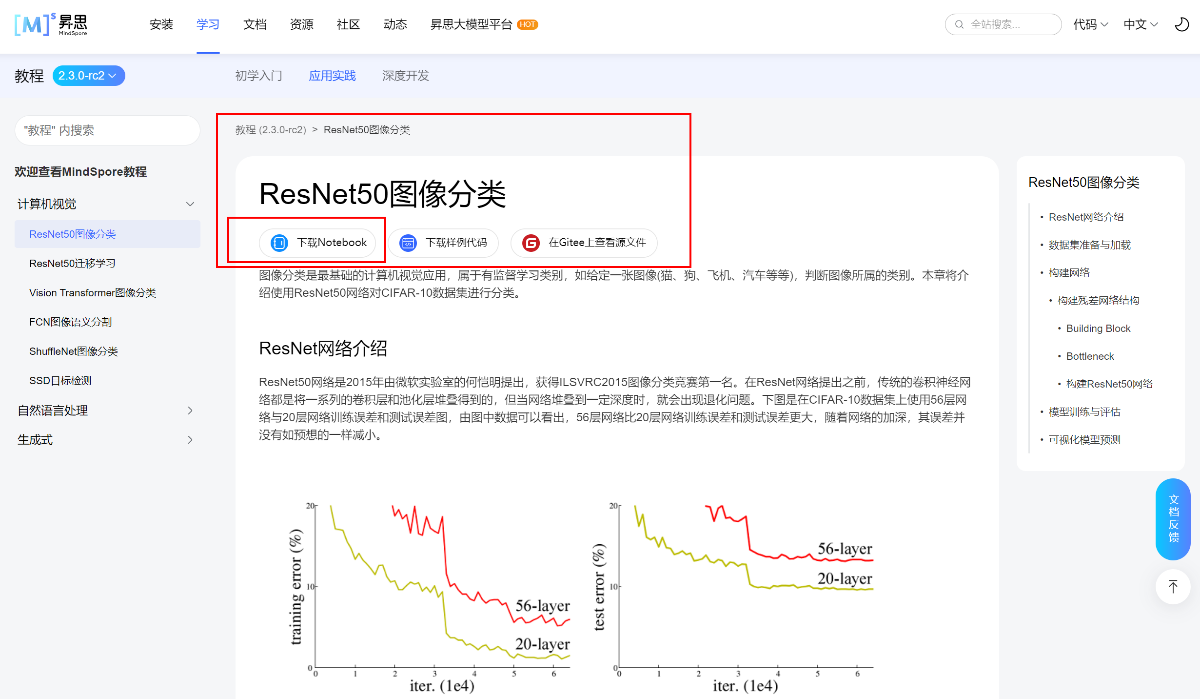 [M]ˢ 昇思 MindSpore 安装 学习 文档 资源 社区 动态 昇思大模型平台 HOT 全站搜索... 代码 中文
教程 2.3.0-rc2 初学入门 应用实践 深度开发
"教程" 内搜索
欢迎查看MindSpore教程
计算机视觉
ResNet50图像分类
ResNet50迁移学习
Vision Transformer图像分类
FCN图像语义分割
ShuffleNet图像分类
SSD目标检测
自然语言处理
生成式
教程 (2.3.0-rc2) > ResNet50图像分类
ResNet50图像分类
下载Notebook 下载样例代码 在Gitee上查看源文件
图像分类是最基础的计算机视觉应用，属于有监督学习类别，如给定一张图像(猫、狗、飞机、汽车等等)，判断图像所属的类别。本章将介
绍使用ResNet50网络对CIFAR-10数据集进行分类。
ResNet网络介绍
ResNet50网络是2015年由微软实验室的何恺明提出，获得ILSVRC2015图像分类竞赛第一名。在ResNet网络提出之前，传统的卷积神经网
络都是将一系列的卷积层和池化层堆叠得到的，但当网络堆叠到一定深度时，就会出现退化问题。下图是在CIFAR-10数据集上使用56层网
络与20层网络训练误差和测试误差图，由图中数据可以看出，56层网络比20层网络训练误差和测试误差更大，随着网络的加深，其误差并
没有如预想的一样减小。
20
10
0
training error (%)
56-layer
20-layer
0 1 2 3 4 5 6
iter. (1e4)
20
10
0
test error (%)
56-layer
20-layer
0 1 2 3 4 5 6
iter. (1e4)
ResNet50图像分类
ResNet网络介绍
数据集准备与加载
构建网络
构建残差网络结构
Building Block
Bottleneck
构建ResNet50网络
模型训练与评估
可视化模型预测
文档反馈